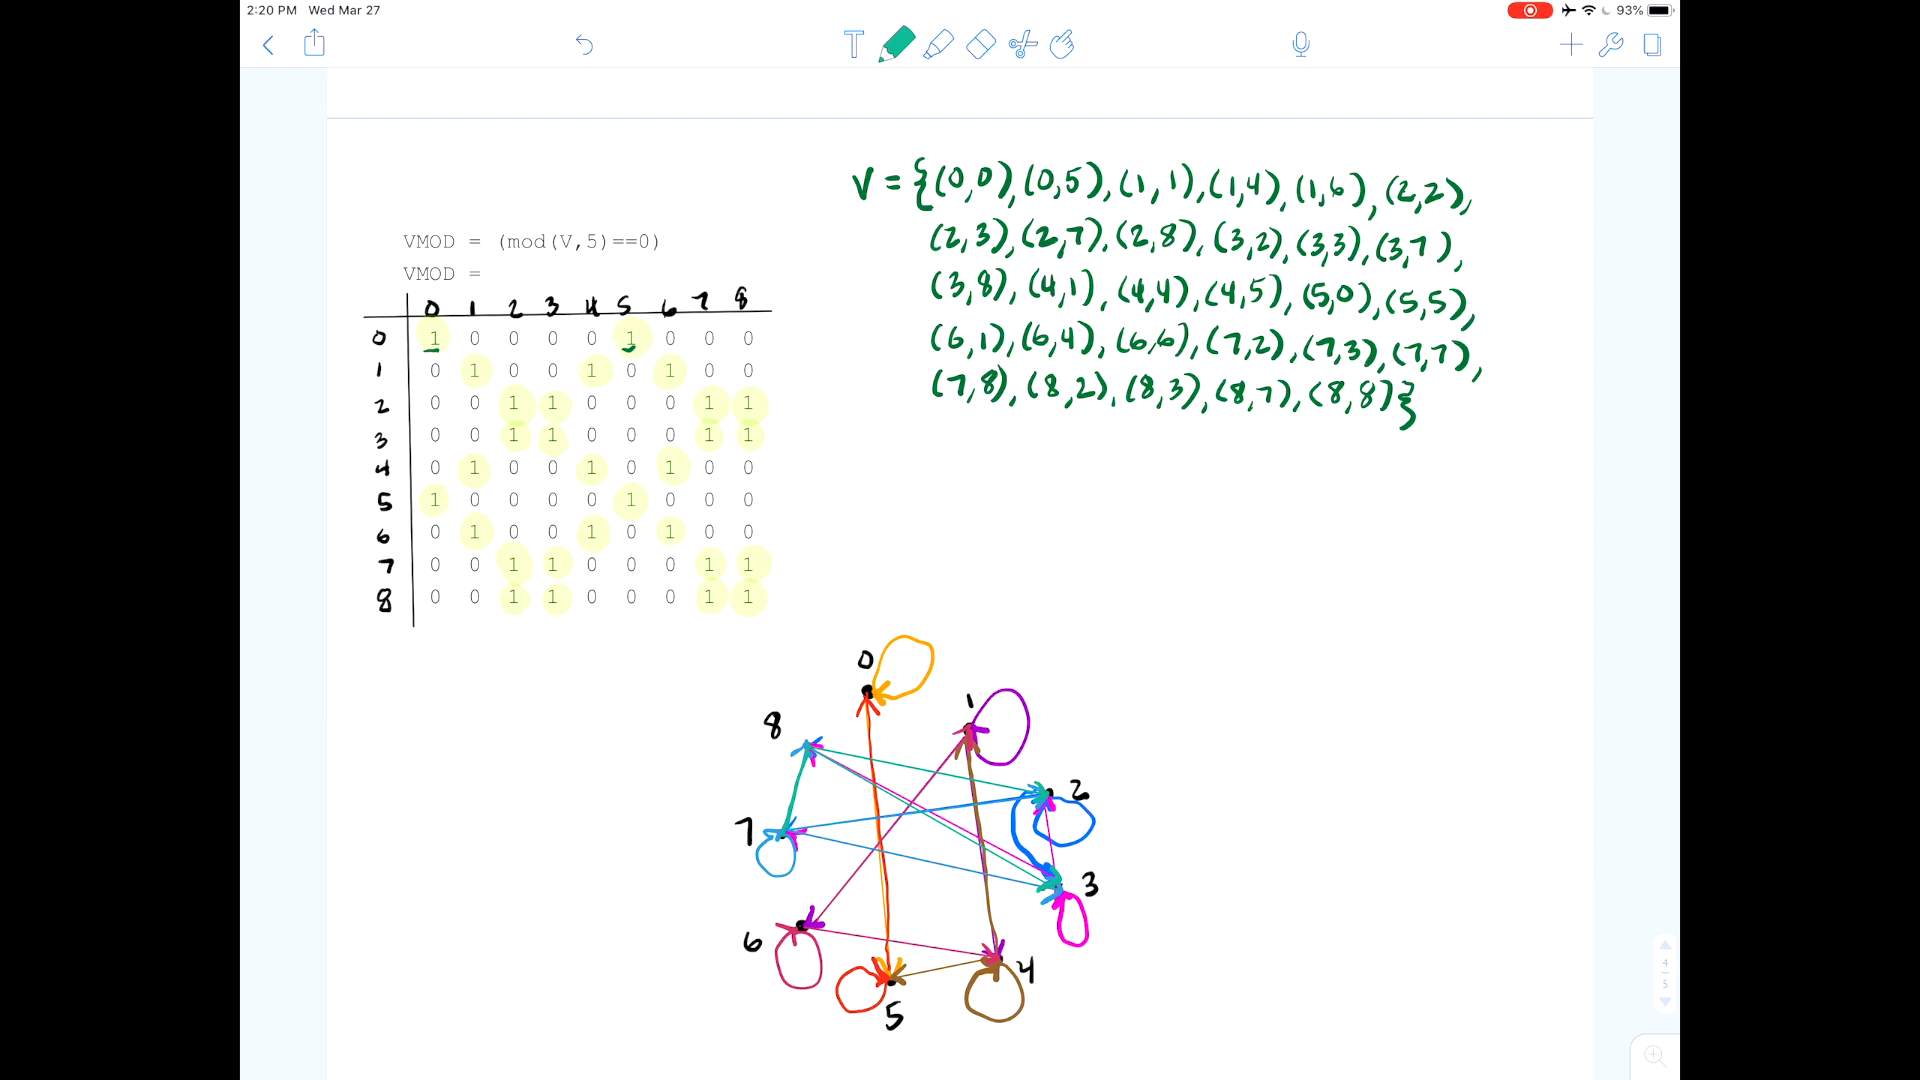 2:20 PM Wed Mar 27
93%
T
V = {(0,0), (0,5), (1,1), (1,4), (1,6), (2,2),
(2,3), (2,7), (2,8), (3,2), (3,3), (3,7),
(3,8), (4,1), (4,4), (4,5), (5,0), (5,5),
(6,1), (6,4), (6,6), (7,2), (7,3), (7,7),
(7,8), (8,2), (8,3), (8,7), (8,8)}
VMOD = (mod(V,5)==0)
VMOD =
0 1 2 3 4 5 6 7 8
0 1 0 0 0 0 1 0 0 0
1 0 1 0 0 1 0 1 0 0
2 0 0 1 1 0 0 0 1 1
3 0 0 1 1 0 0 0 1 1
4 0 1 0 0 1 0 1 0 0
5 1 0 0 0 0 1 0 0 0
6 0 1 0 0 1 0 1 0 0
7 0 0 1 1 0 0 0 1 1
8 0 0 1 1 0 0 0 1 1
0
1
8
2
7
3
6
4
5
4
5